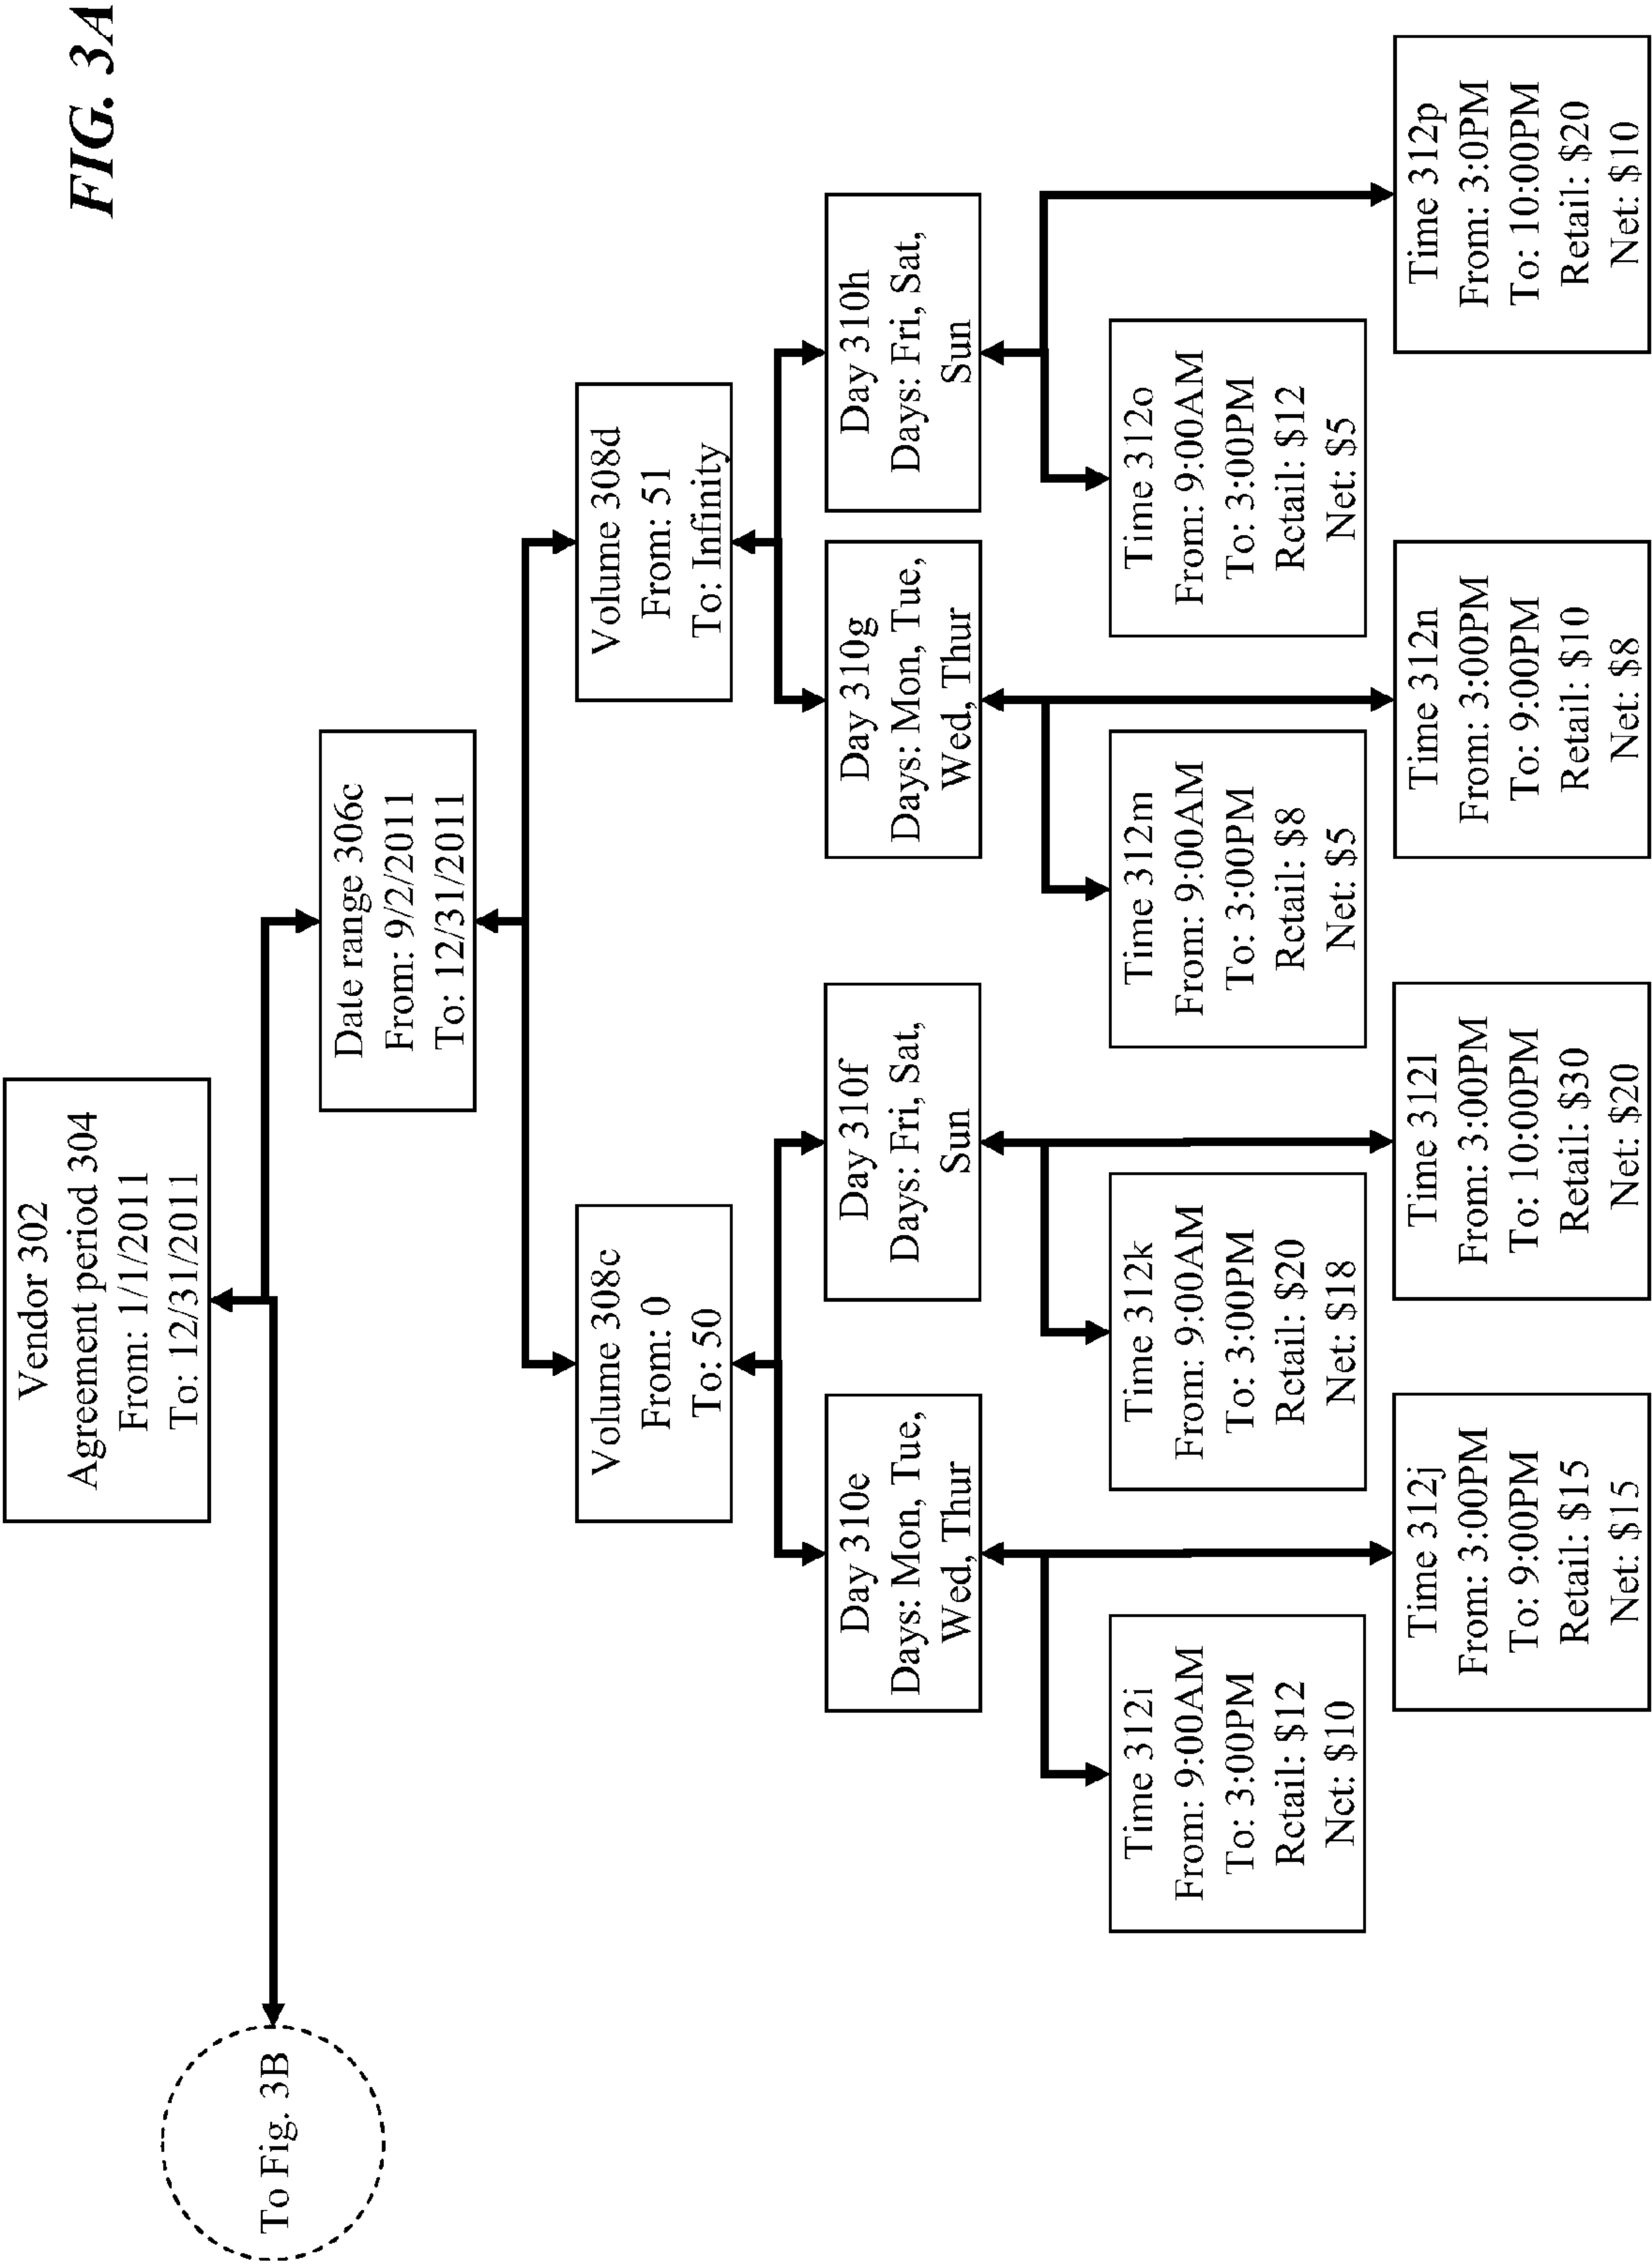 FIG. 3A
Vendor 302
Agreement period 304
From: 1/1/2011
To: 12/31/2011
To Fig. 3B
Date range 306c
From: 9/2/2011
To: 12/31/2011
Volume 308c
From: 0
To: 50
Volume 308d
From: 51
To: Infinity
Day 310e
Days: Mon, Tue,
Wed, Thur
Day 310f
Days: Fri, Sat,
Sun
Day 310g
Days: Mon, Tue,
Wed, Thur
Day 310h
Days: Fri, Sat,
Sun
Time 312i
From: 9:00AM
To: 3:00PM
Retail: $12
Net: $10
Time 312k
From: 9:00AM
To: 3:00PM
Retail: $20
Net: $18
Time 312m
From: 9:00AM
To: 3:00PM
Retail: $8
Net: $5
Time 312o
From: 9:00AM
To: 3:00PM
Retail: $12
Net: $5
Time 312j
From: 3:00PM
To: 9:00PM
Retail: $15
Net: $15
Time 312l
From: 3:00PM
To: 10:00PM
Retail: $30
Net: $20
Time 312n
From: 3:00PM
To: 9:00PM
Retail: $10
Net: $8
Time 312p
From: 3:0PM
To: 10:00PM
Retail: $20
Net: $10